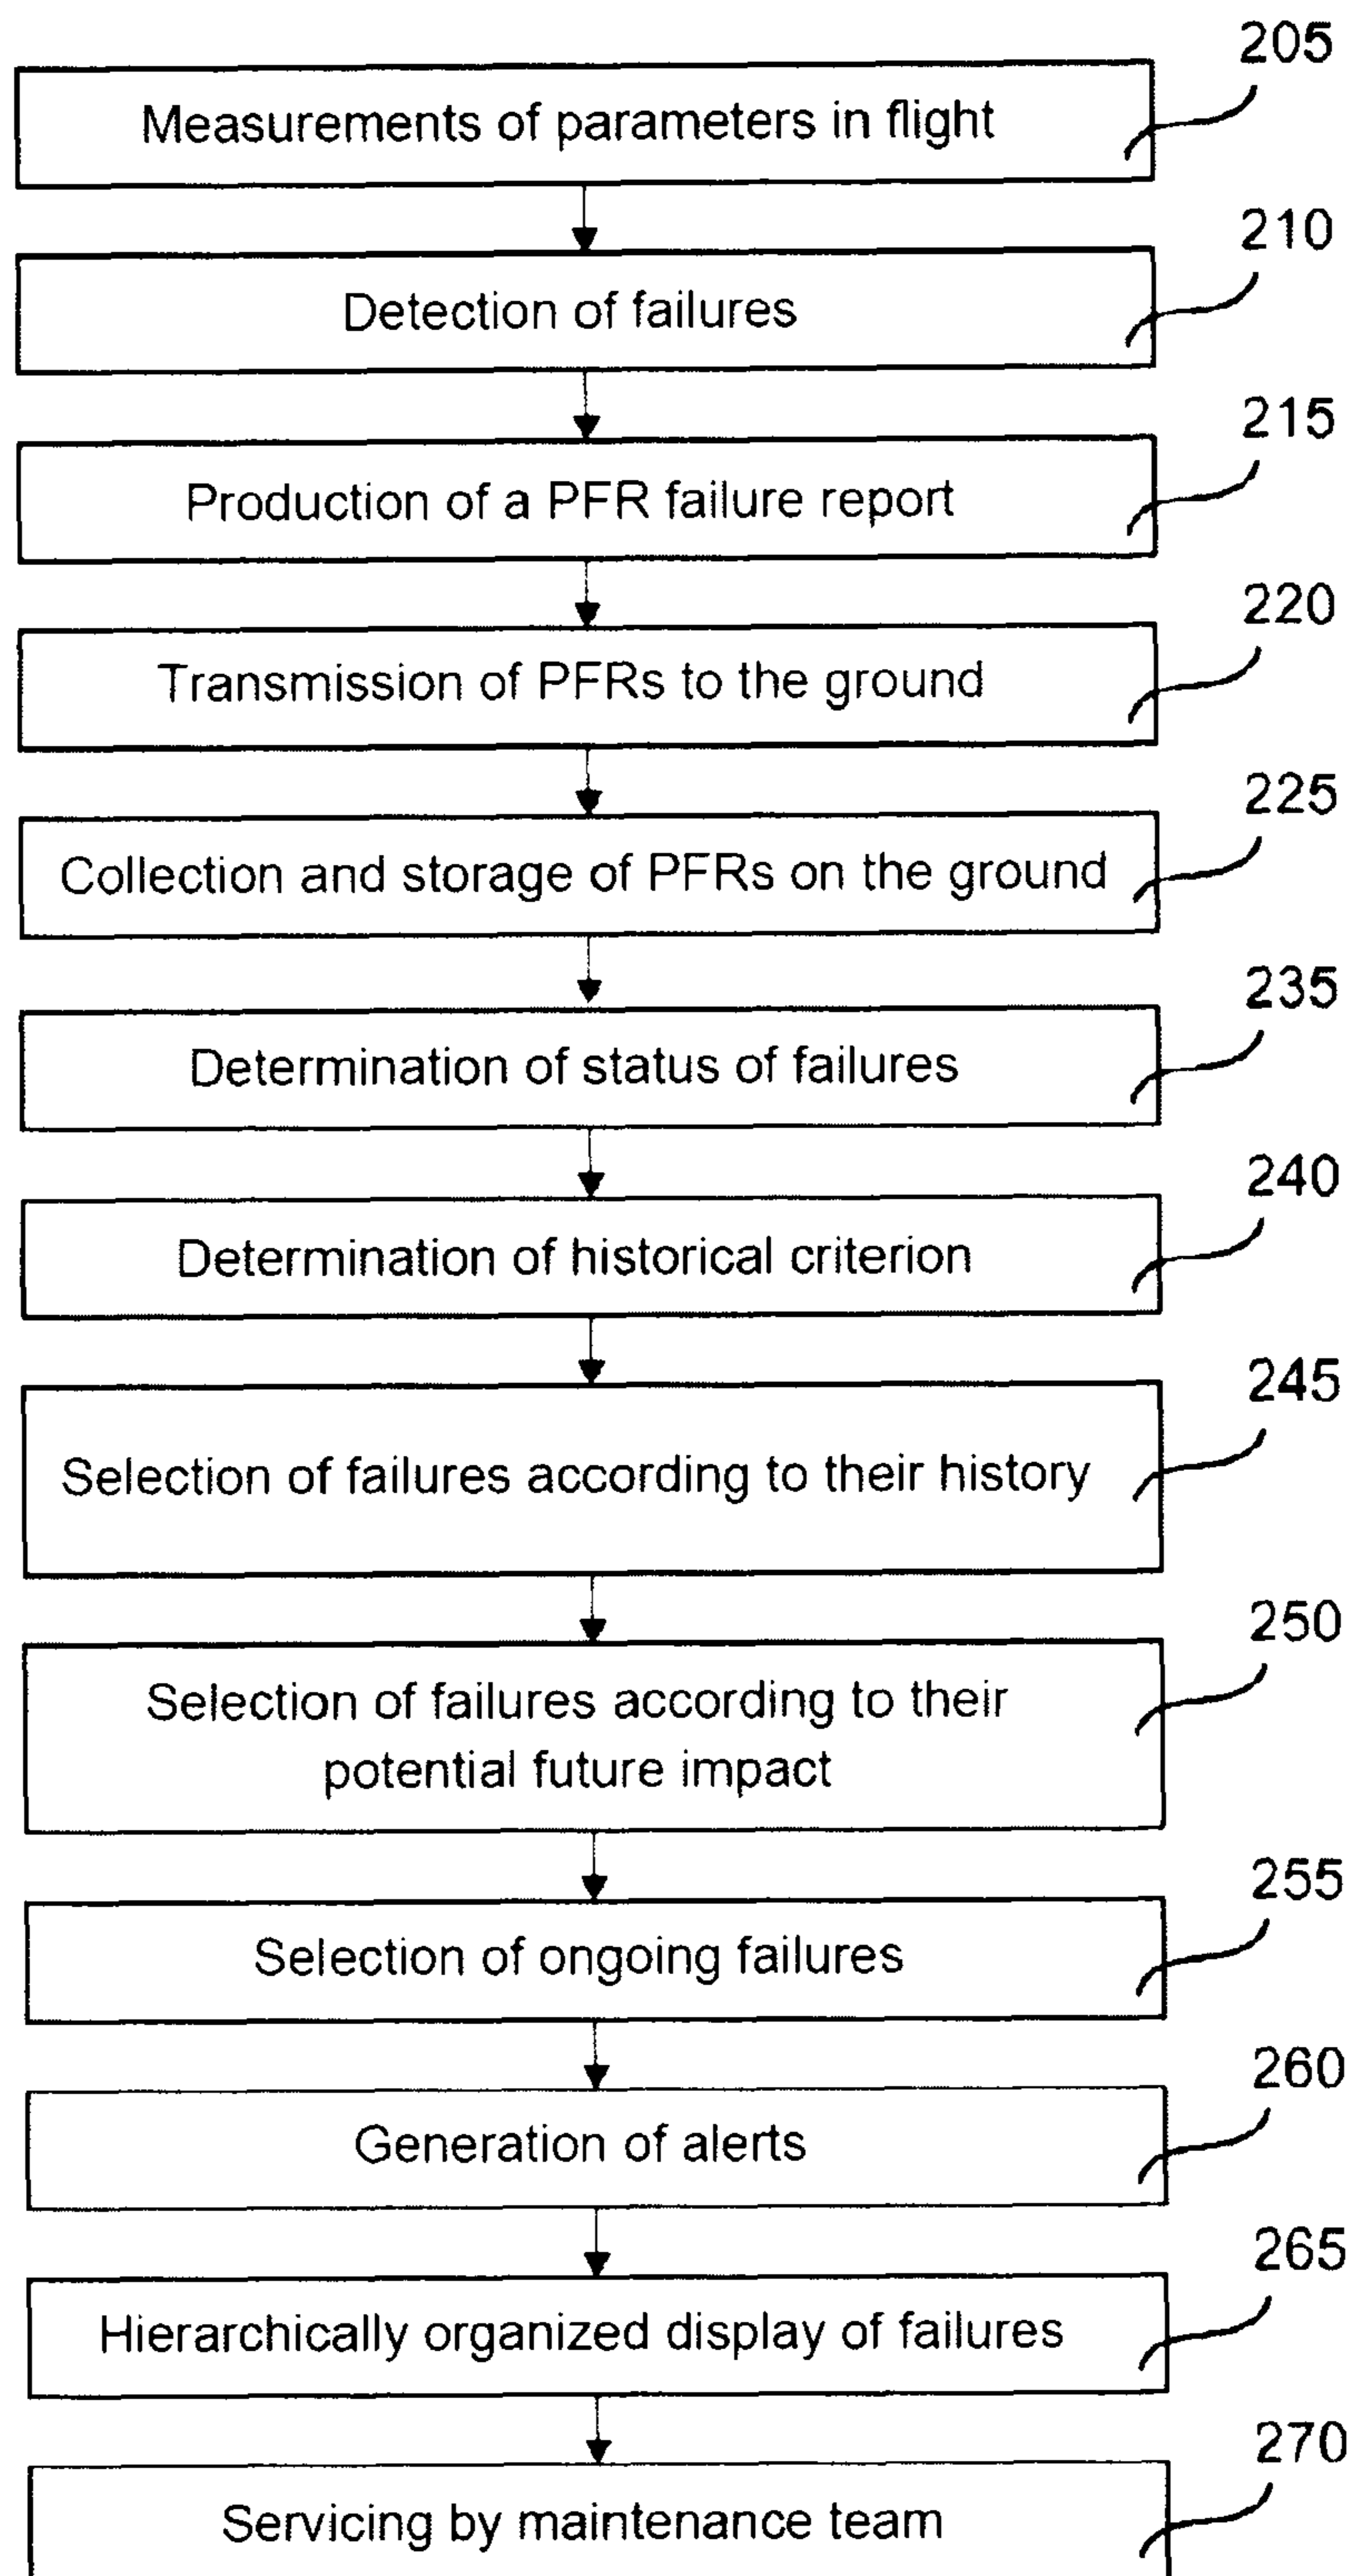 205
Measurements of parameters in flight
210
Detection of failures
215
Production of a PFR failure report
220
Transmission of PFRs to the ground
225
Collection and storage of PFRs on the ground
235
Determination of status of failures
240
Determination of historical criterion
245
Selection of failures according to their history
250
Selection of failures according to their
potential future impact
255
Selection of ongoing failures
260
Generation of alerts
265
Hierarchically organized display of failures
270
Servicing by maintenance team